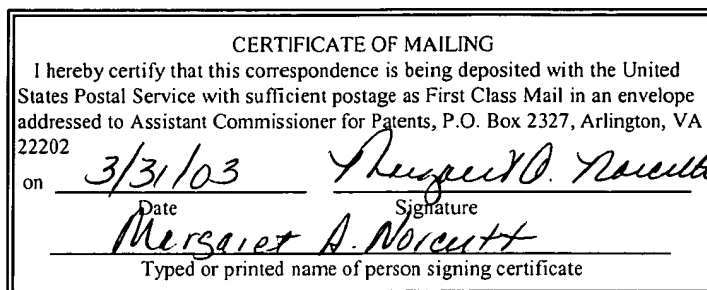 CERTIFICATE OF MAILING
I hereby certify that this correspondence is being deposited with the United
States Postal Service with sufficient postage as First Class Mail in an envelope
addressed to Assistant Commissioner for Patents, P.O. Box 2327, Arlington, VA
22202
on 3/31/03 Margaret A. Norcutt
Date Signature
Margaret A. Norcutt
Typed or printed name of person signing certificate